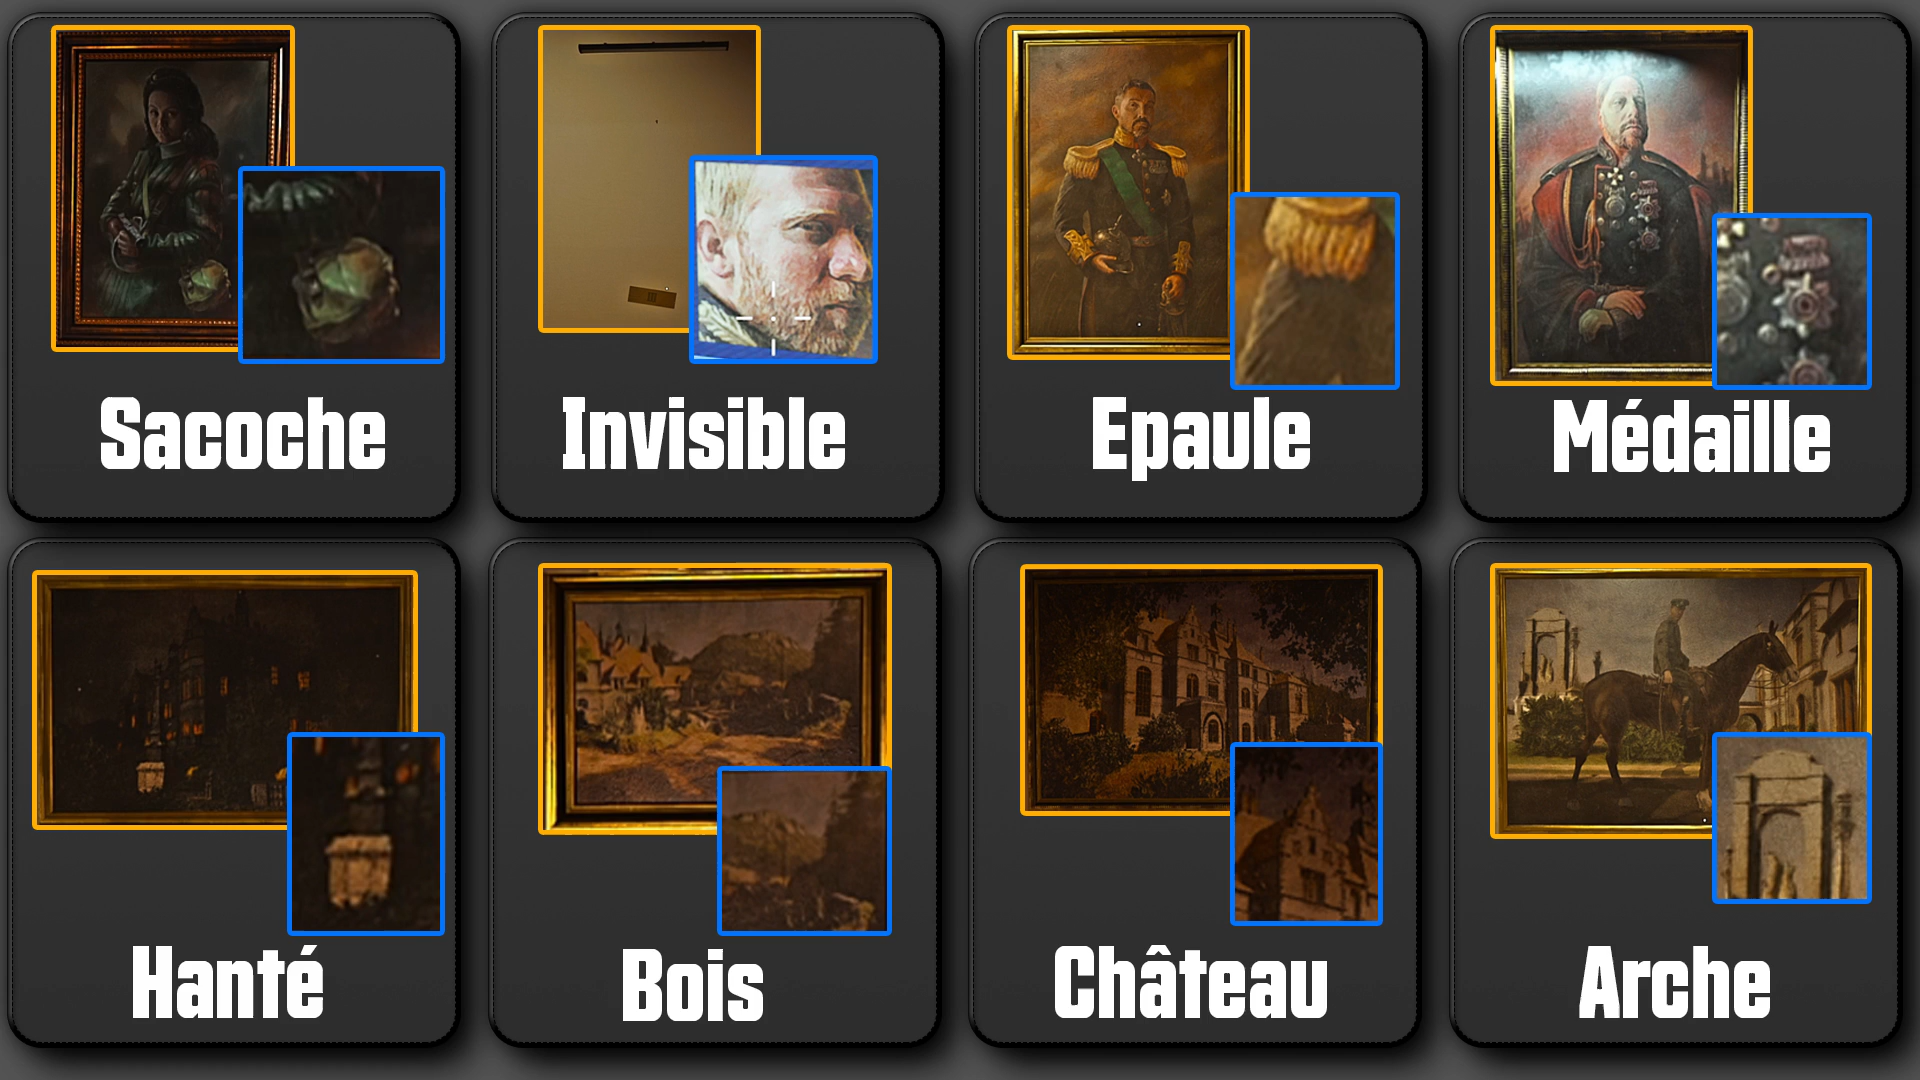 Sacoche
Invisible
Epaule
Médaille
Hanté
Bois
Château
Arche